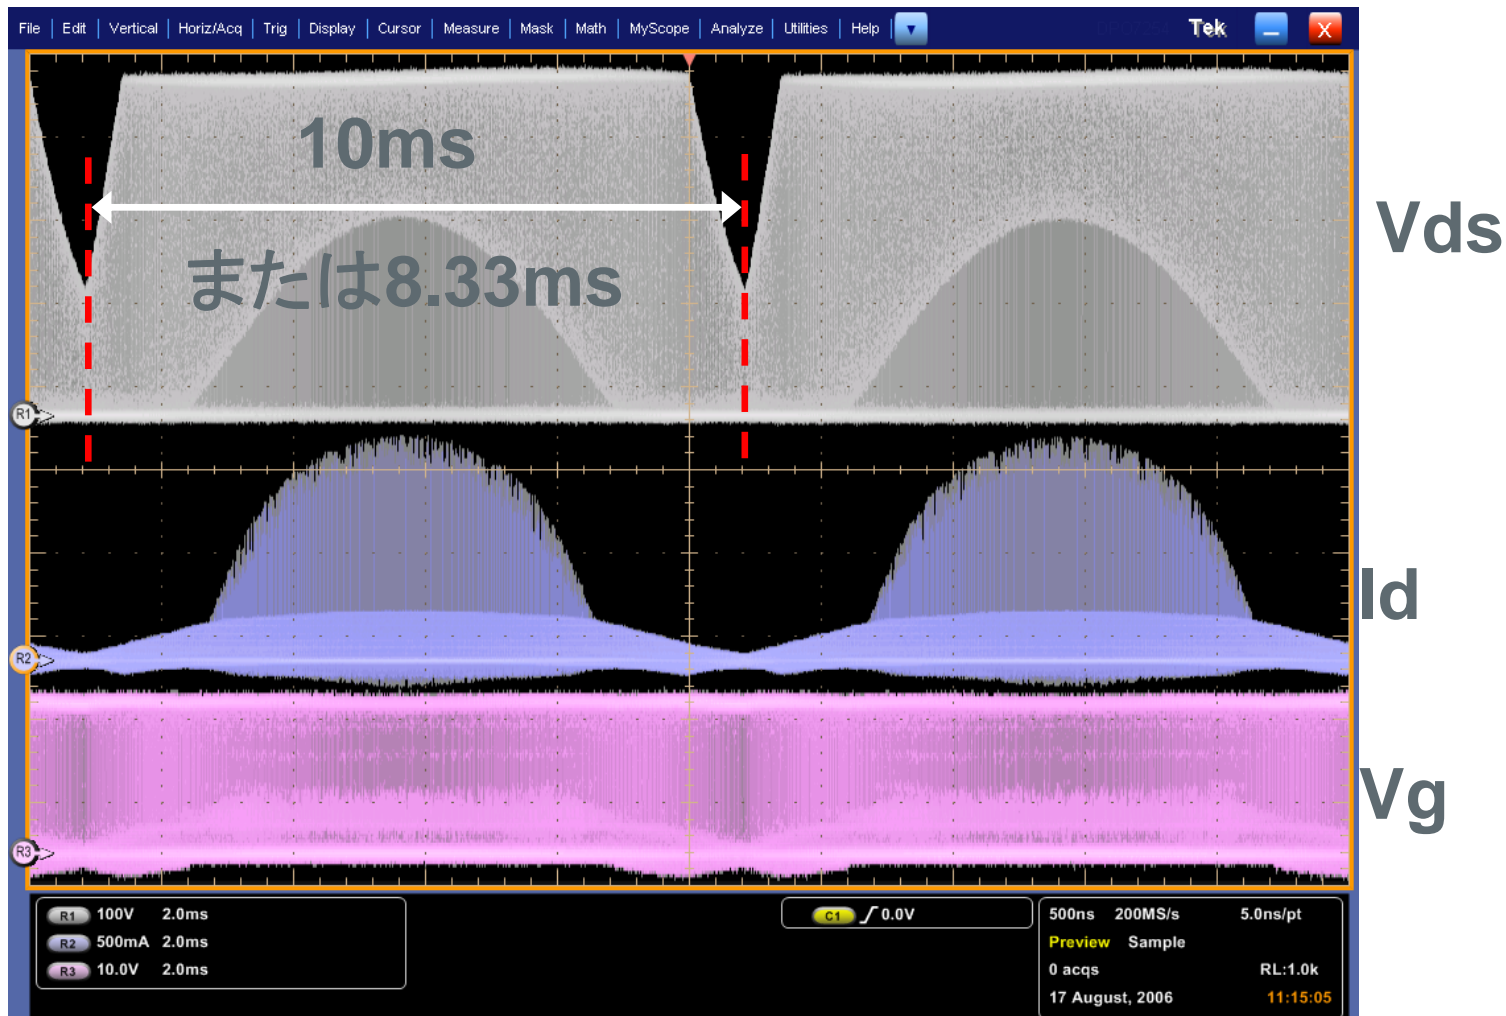 File Edit Vertical Horiz/Acq Trig Display Cursor Measure Mask Math MyScope Analyze Utilities Help Tek X
10ms
または8.33ms
Vds
R1
Id
R2
Vg
R3
R1 100V 2.0ms
R2 500mA 2.0ms
R3 10.0V 2.0ms
C1 0.0V
500ns 200MS/s 5.0ns/pt
Preview Sample
0 acqs RL:1.0k
17 August, 2006 11:15:05